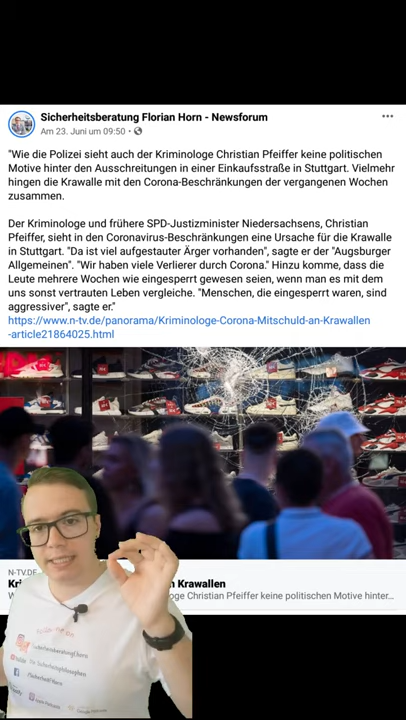 Sicherheitsberatung Florian Horn - Newsforum
Am 23. Juni um 09:50 •
"Wie die Polizei sieht auch der Kriminologe Christian Pfeiffer keine politischen
Motive hinter den Ausschreitungen in einer Einkaufsstraße in Stuttgart. Vielmehr
hingen die Krawalle mit den Corona-Beschränkungen der vergangenen Wochen
zusammen.
Der Kriminologe und frühere SPD-Justizminister Niedersachsens, Christian
Pfeiffer, sieht in den Coronavirus-Beschränkungen eine Ursache für die Krawalle
in Stuttgart. "Da ist viel aufgestauter Ärger vorhanden", sagte er der "Augsburger
Allgemeinen". "Wir haben viele Verlierer durch Corona." Hinzu komme, dass die
Leute mehrere Wochen wie eingesperrt gewesen seien, wenn man es mit dem
uns sonst vertrauten Leben vergleiche. "Menschen, die eingesperrt waren, sind
aggressiver", sagte er."
https://www.n-tv.de/panorama/Kriminologe-Corona-Mitschuld-an-Krawallen
-article21864025.html
N-TV.DE
n Krawallen
loge Christian Pfeiffer keine politischen Motive hinter...
Sicherheitsberatung Horn